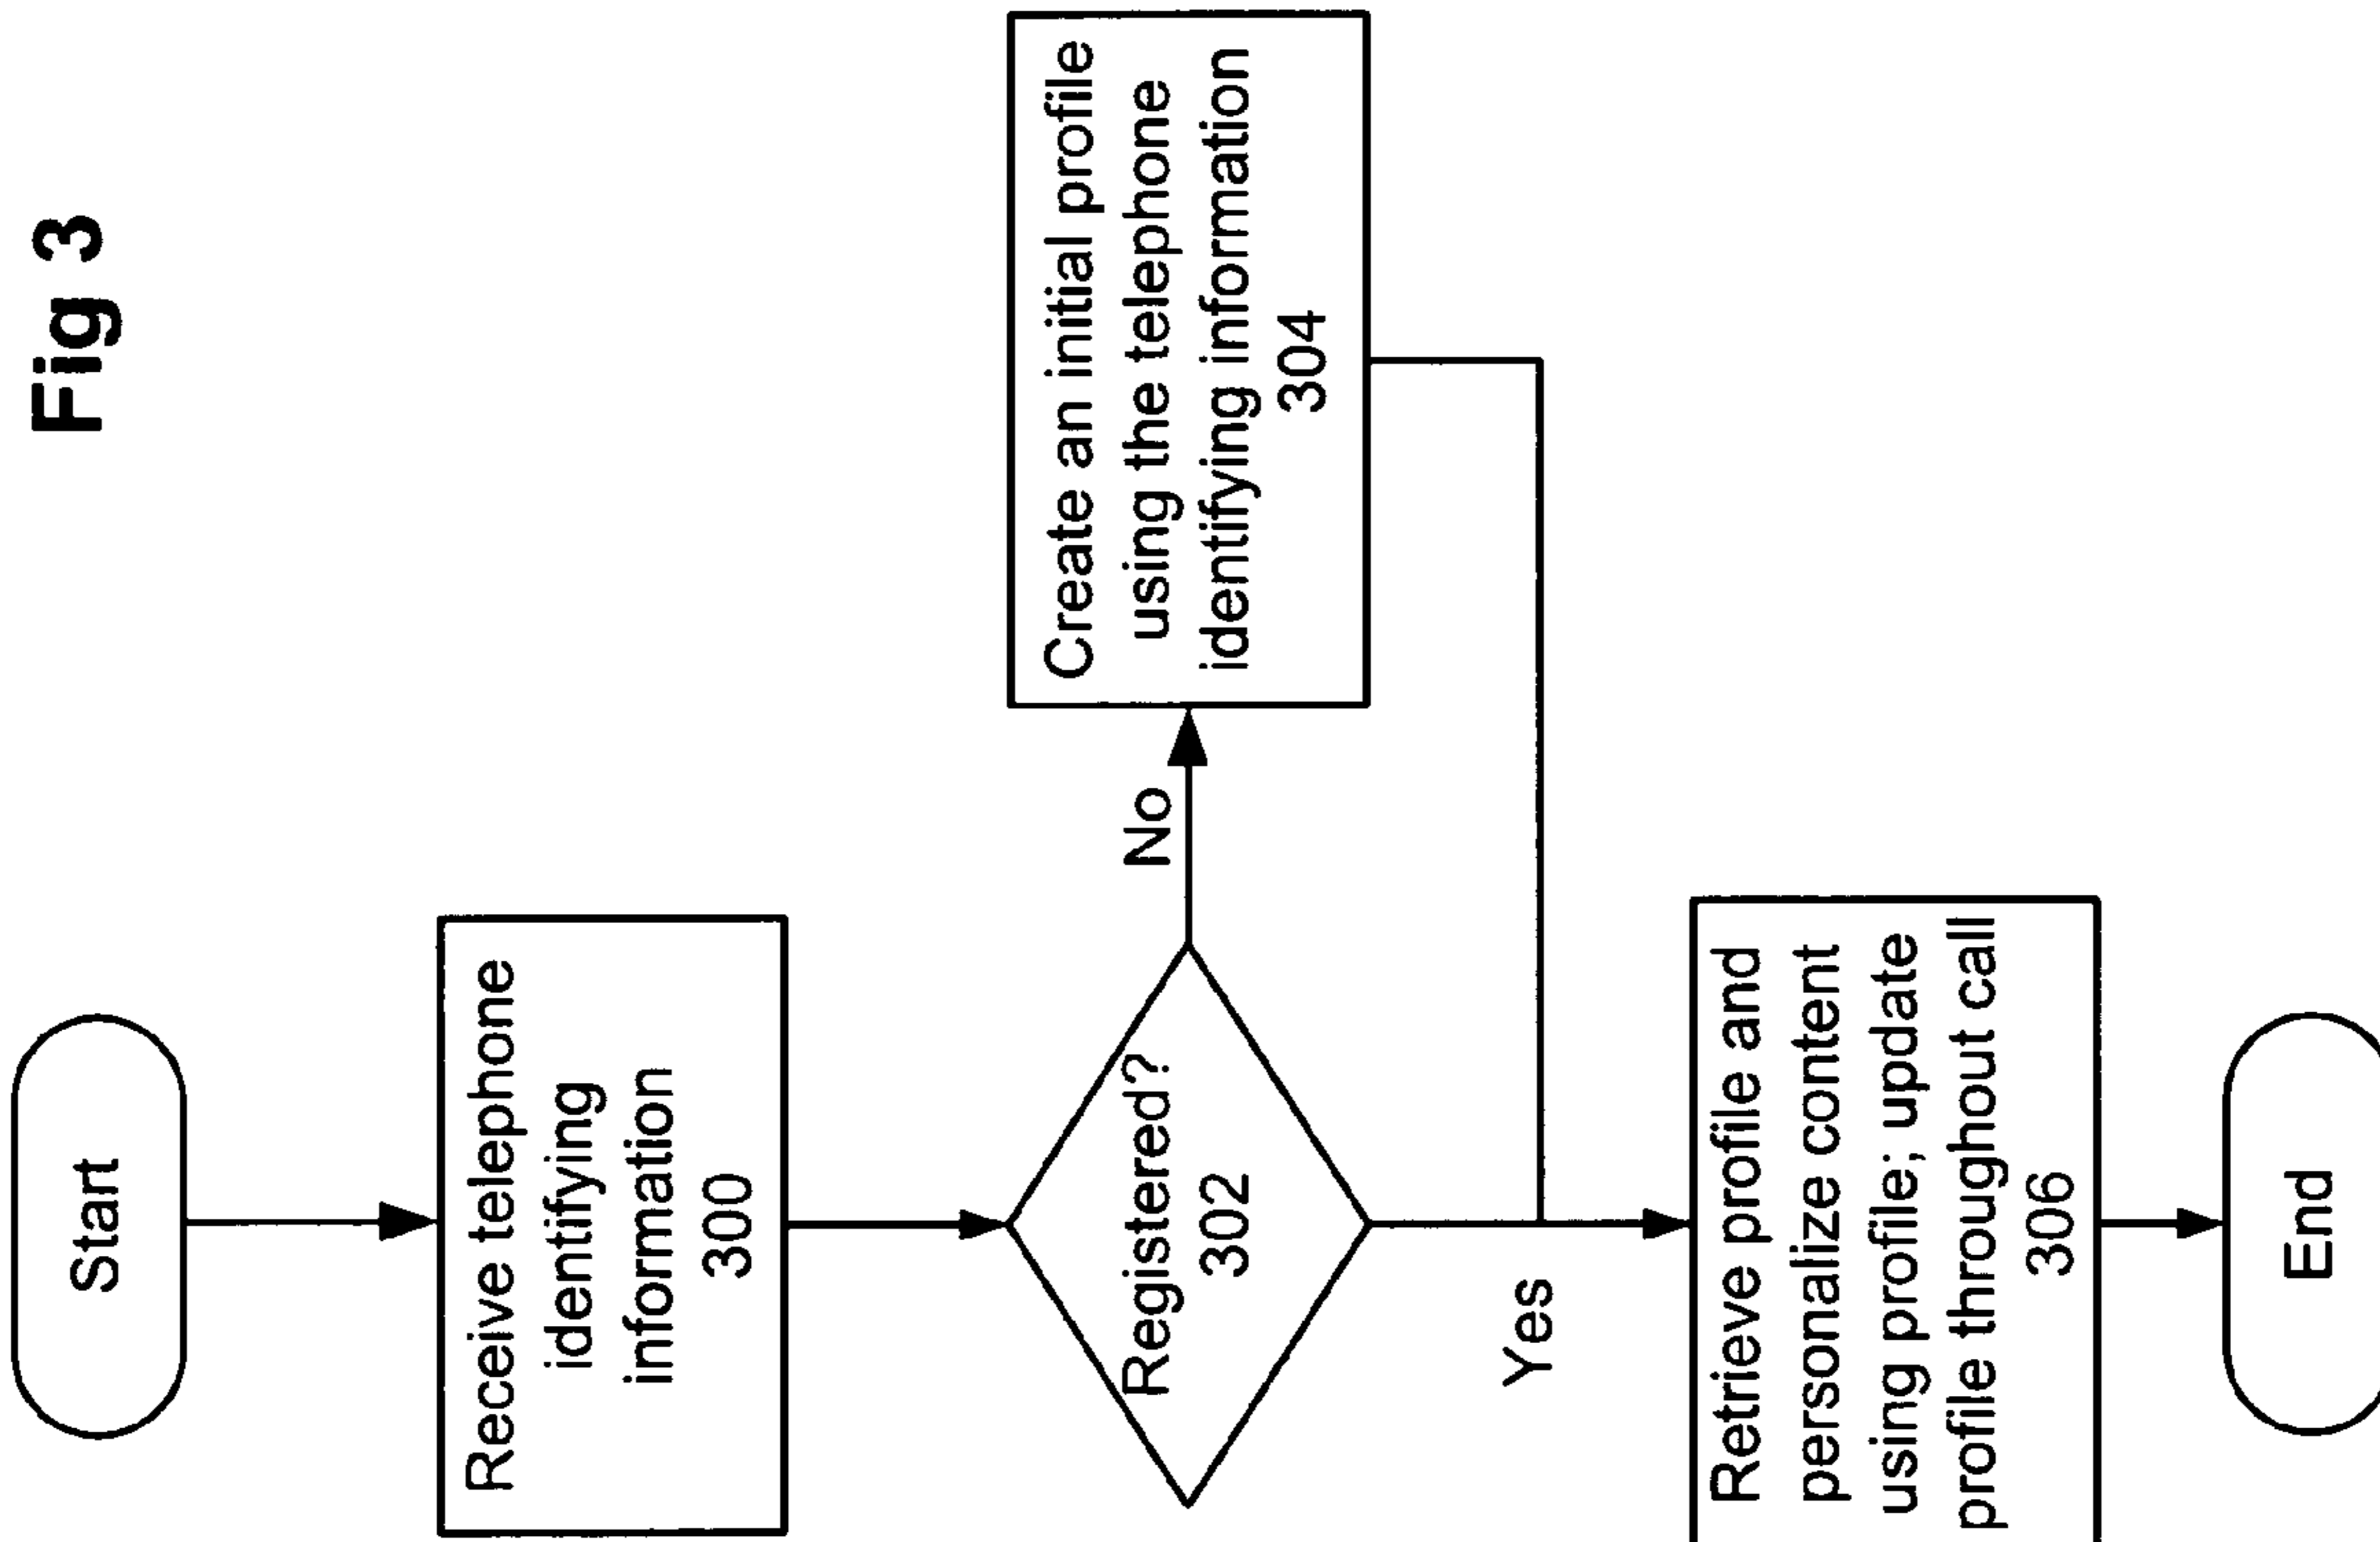 Fig 3
Start
Receive telephone
identifying
information
300
Registered?
302
No
Create an initial profile
using the telephone
identifying information
304
Yes
Retrieve profile and
personalize content
using profile; update
profile throughout call
306
End